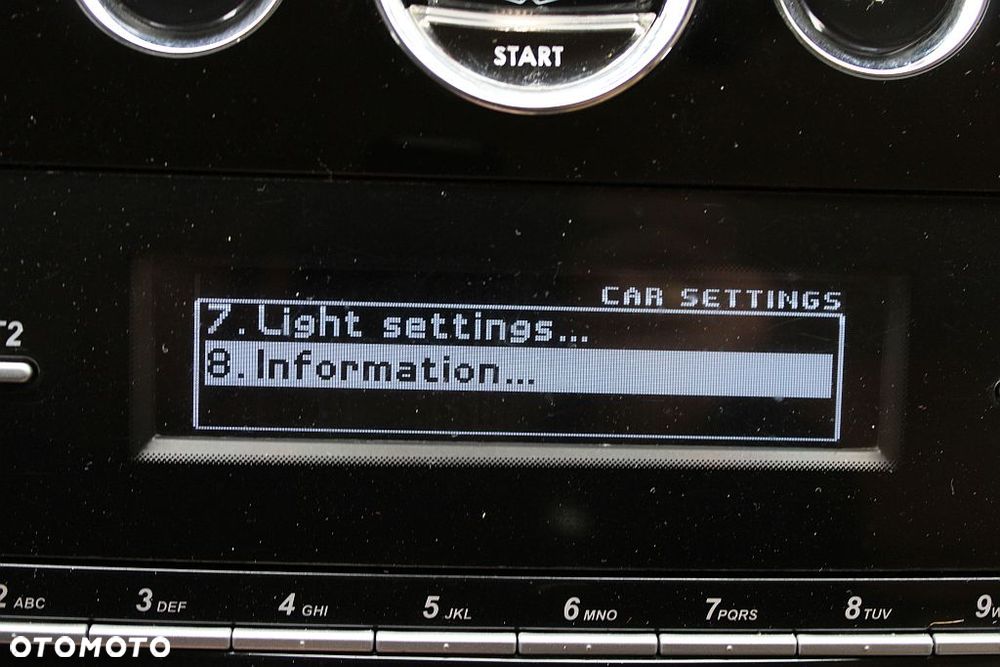 START
CAR SETTINGS
7. Light settings...
8. Information...
2 ABC 3 DEF 4 GHI 5 JKL 6 MNO 7 PQRS 8 TUV 9
OTOMOTO